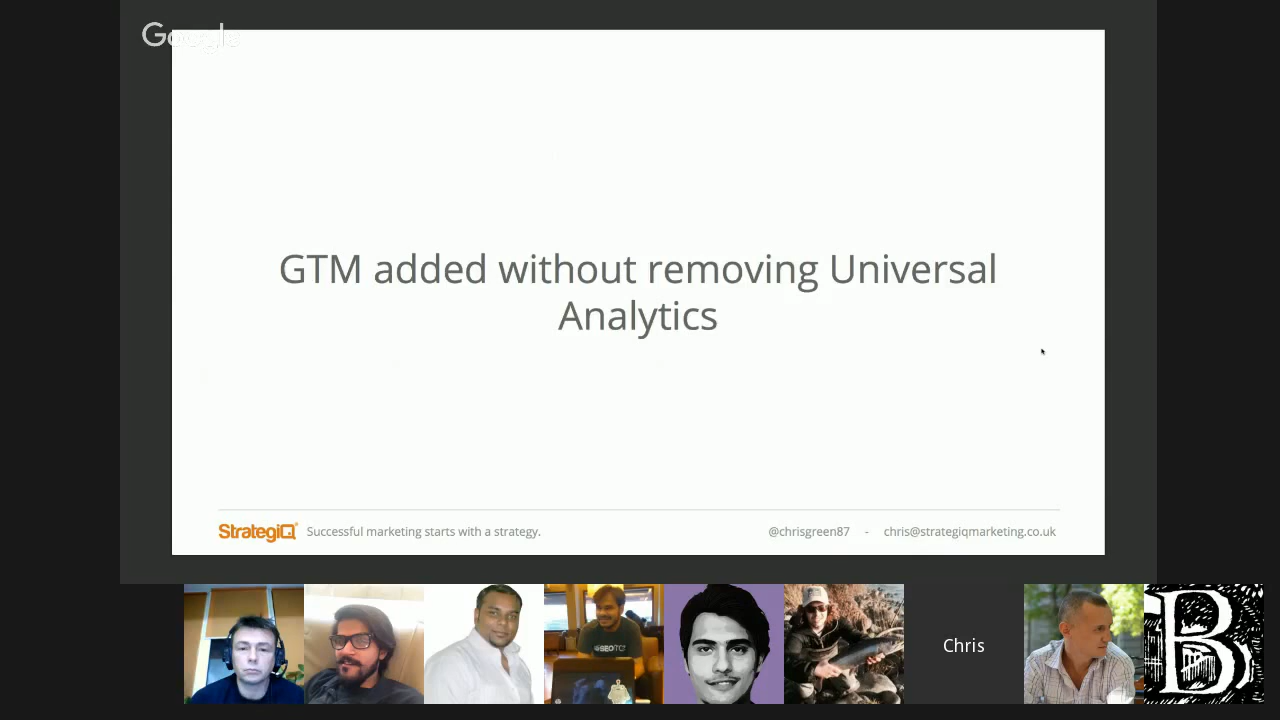 Google
GTM added without removing Universal
Analytics
StrategiQ Successful marketing starts with a strategy. @chrisgreen87 - chris@strategiqmarketing.co.uk
Chris
B